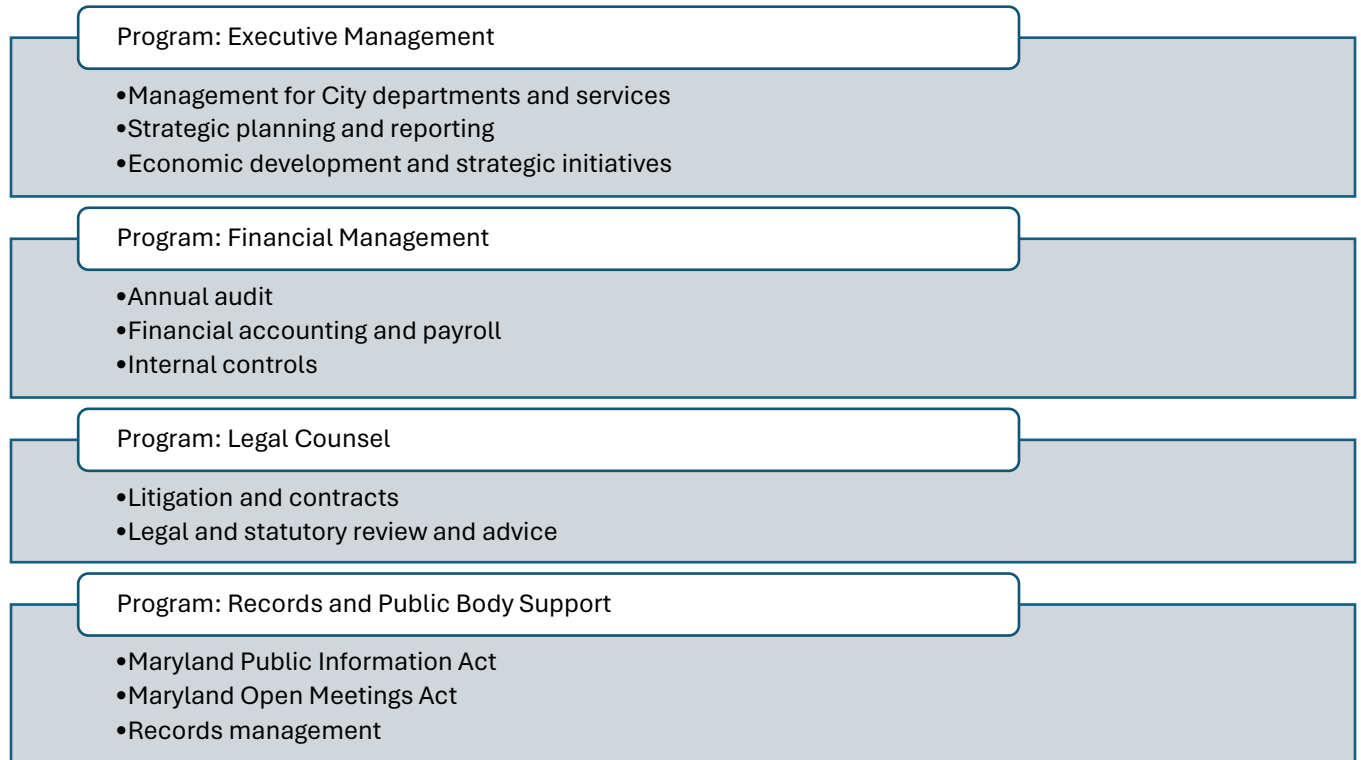 Program: Executive Management
•Management for City departments and services
•Strategic planning and reporting
•Economic development and strategic initiatives
Program: Financial Management
•Annual audit
•Financial accounting and payroll
•Internal controls
Program: Legal Counsel
•Litigation and contracts
•Legal and statutory review and advice
Program: Records and Public Body Support
•Maryland Public Information Act
•Maryland Open Meetings Act
•Records management